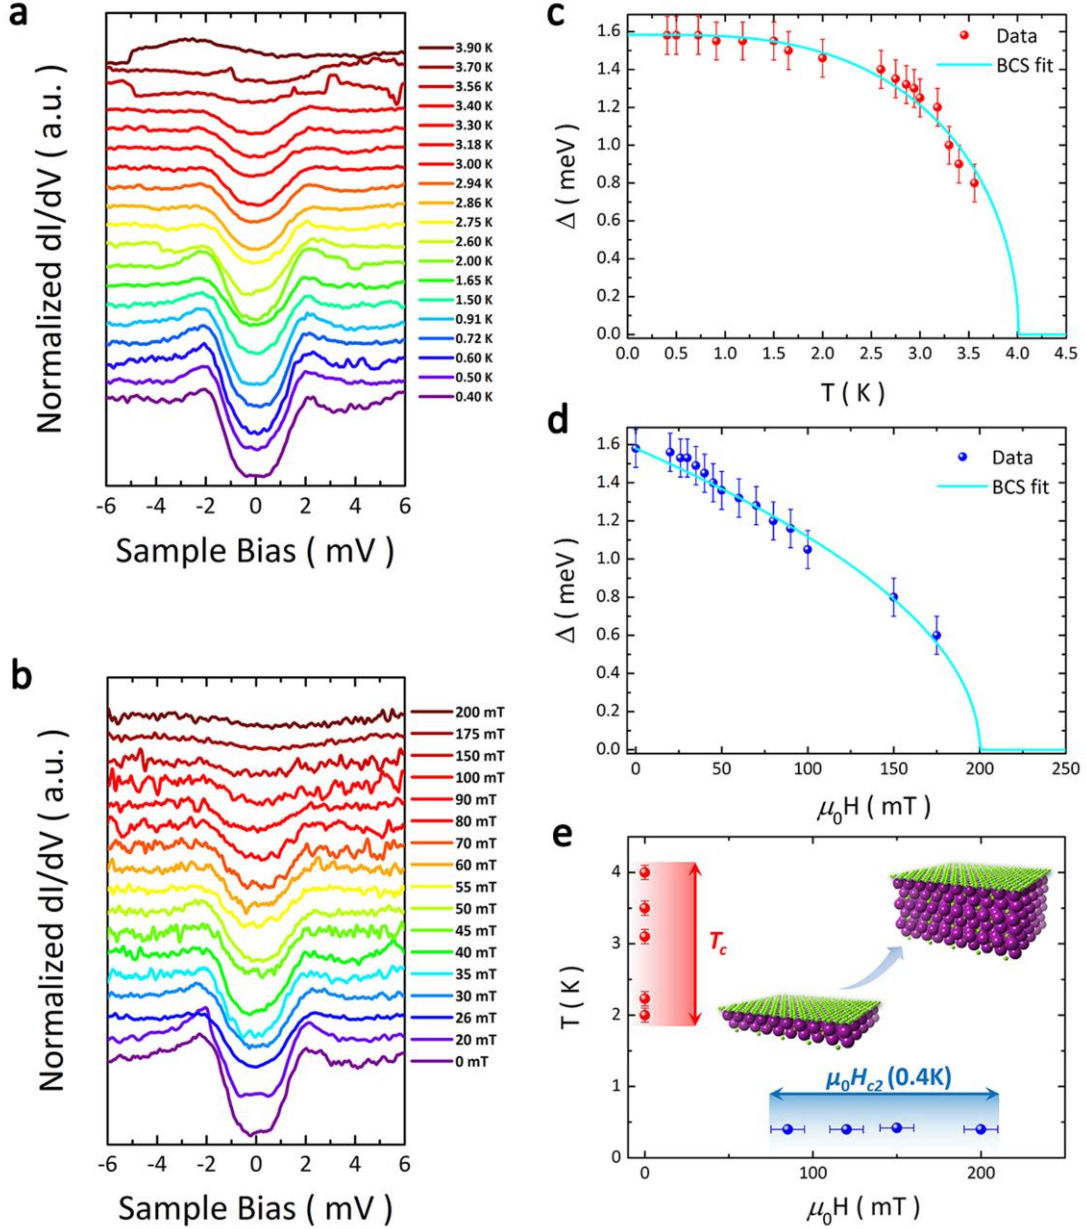 a
Normalized dI/dV ( a.u. )
3.90 K
3.70 K
3.56 K
3.40 K
3.30 K
3.18 K
3.00 K
2.94 K
2.86 K
2.75 K
2.60 K
2.00 K
1.65 K
1.50 K
0.91 K
0.72 K
0.60 K
0.50 K
0.40 K
-6 -4 -2 0 2 4 6
Sample Bias ( mV )
b
Normalized dI/dV ( a.u. )
200 mT
175 mT
150 mT
100 mT
90 mT
80 mT
70 mT
60 mT
55 mT
50 mT
45 mT
40 mT
35 mT
30 mT
26 mT
20 mT
0 mT
-6 -4 -2 0 2 4 6
Sample Bias ( mV )
c
Δ ( meV )
1.6
1.4
1.2
1.0
0.8
0.6
0.4
0.2
0.0
Data
BCS fit
0.0 0.5 1.0 1.5 2.0 2.5 3.0 3.5 4.0 4.5
T ( K )
d
Δ ( meV )
1.6
1.4
1.2
1.0
0.8
0.6
0.4
0.2
0.0
Data
BCS fit
0 50 100 150 200 250
μ0H ( mT )
e
T ( K )
4
3
2
1
0
Tc
μ0Hc2 (0.4K)
0 100 200
μ0H ( mT )